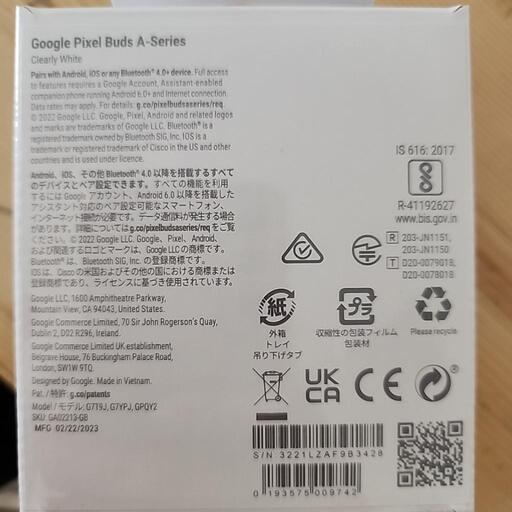 Google Pixel Buds A-Series
Clearly White
Pairs with Android, iOS or any Bluetooth® 4.0+ device. Full access
to features requires a Google Account, Assistant-enabled
companion phone running Android 6.0+ and Internet connection.
Data rates may apply. For details: g.co/pixelbudsaseries/req
© 2022 Google LLC. Google, Pixel, Android and related logos
and marks are trademarks of Google LLC. Bluetooth® is a
registered trademark owned by Bluetooth SIG, Inc. IOS is a
registered trademark of Cisco in the US and other
countries and is used under licence.
Android、iOS、その他 Bluetooth® 4.0 以降を搭載するすべて
のデバイスとペア設定できます。すべての機能を利用
するには Google アカウント、Android 6.0 以降が搭載された
アシスタント対応のペア設定可能なスマートフォン、
インターネット接続が必要です。データ通信料が発生する場合
があります。詳細についてはg.co/pixelbudsaseries/req をご覧
ください。© 2022 Google LLC. Google、Pixel、Android、
および関連するロゴとマークは、Google LLC の商標です。
Bluetooth® は、Bluetooth SIG, Inc. の登録商標です。
IOS は、Cisco の米国およびその他の国における商標または
登録商標であり、ライセンスに基づき使用されています。
Google LLC, 1600 Amphitheatre Parkway,
Mountain View, CA 94043, United States.
Google Commerce Limited, 70 Sir John Rogerson's Quay,
Dublin 2, D02 R296, Ireland.
Google Commerce Limited UK establishment,
Belgrave House, 76 Buckingham Palace Road,
London, SW1W 9TQ.
Designed by Google. Made in Vietnam.
Pat. / 特許: g.co/patents
Model / モデル: G7T9J, G7YPJ, GPQY2
SKU: GA02213-GB
MFG 02/22/2023
IS 616: 2017
R-41192627
www.bis.gov.in
R 203-JN1151,
203-JN1150
T D20-0079018,
D20-0078018
紙
外箱
トレイ
吊り下げタブ
プラ
収縮性の包装フィルム
包装材
Please recycle
UK
CA
CE
S/N 3221LZAF9B3428
0 193575 009742